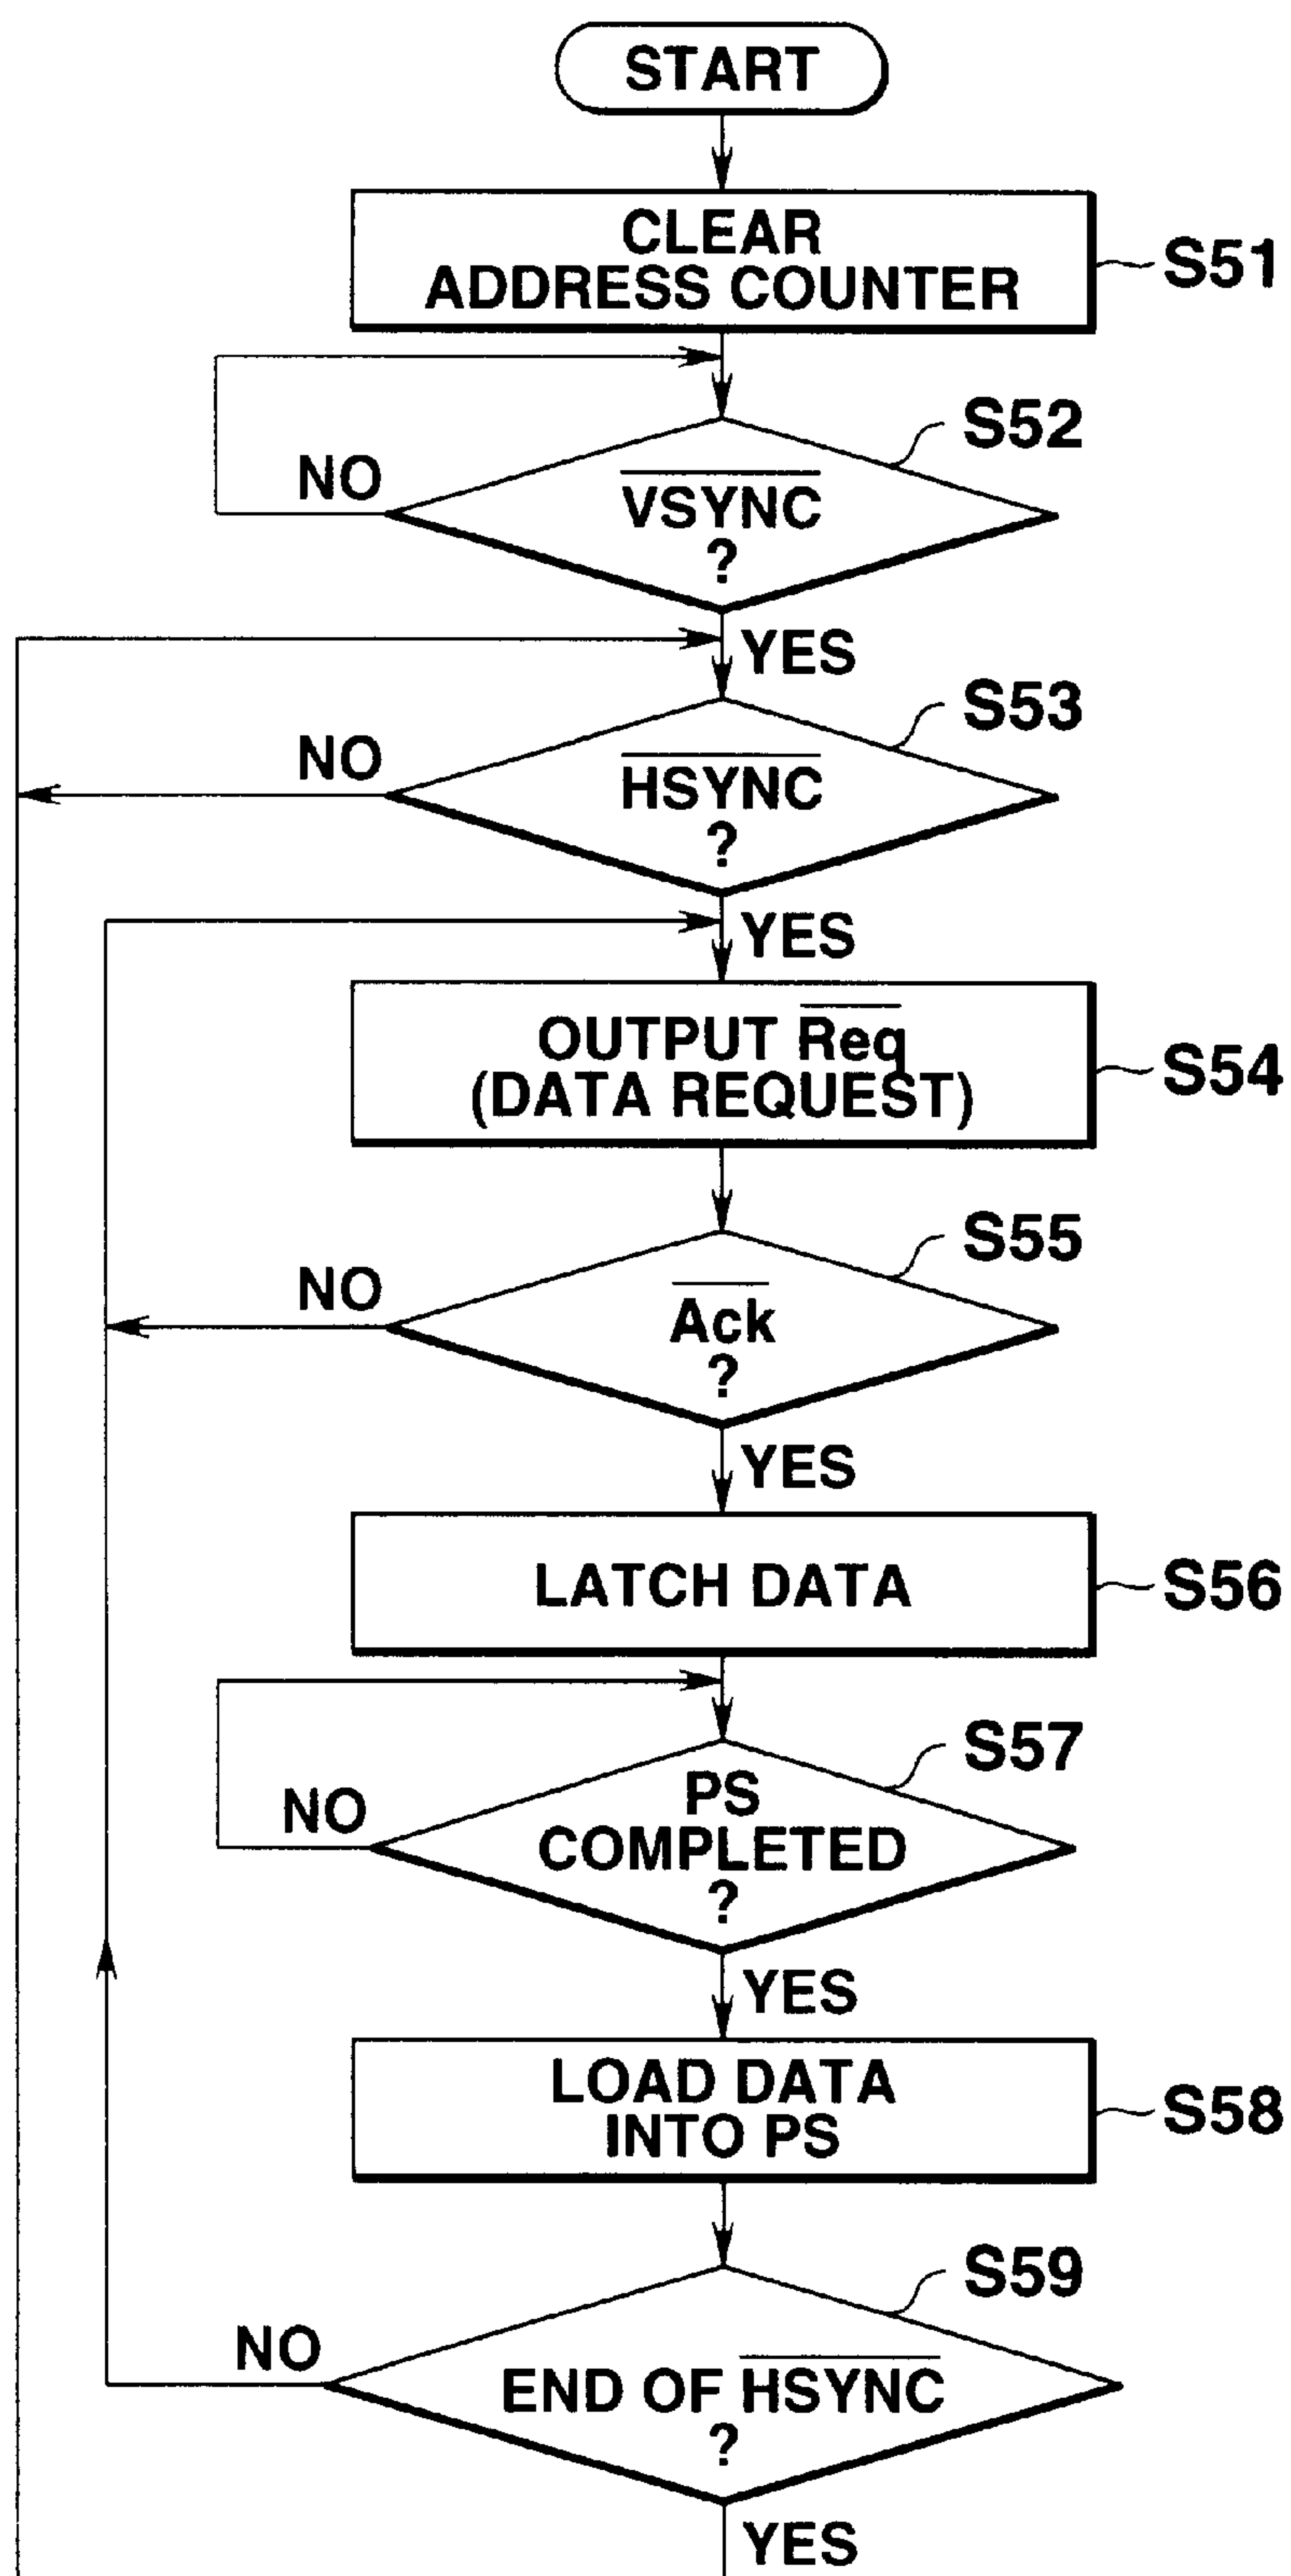 START
CLEAR
ADDRESS COUNTER
S51
S52
NO
VSYNC
?
YES
S53
NO
HSYNC
?
YES
OUTPUT Req
(DATA REQUEST)
S54
S55
NO
Ack
?
YES
LATCH DATA
S56
S57
NO
PS
COMPLETED
?
YES
LOAD DATA
INTO PS
S58
S59
NO
END OF HSYNC
?
YES